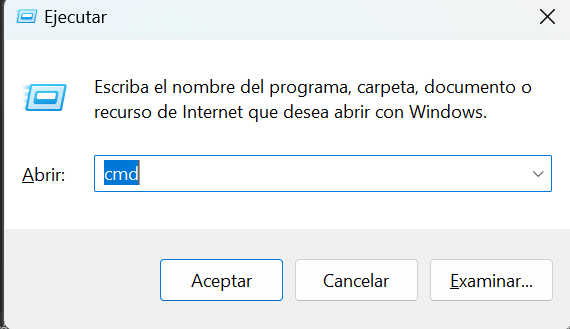 Ejecutar
Escriba el nombre del programa, carpeta, documento o
recurso de Internet que desea abrir con Windows.
Abrir: cmd
Aceptar Cancelar Examinar...